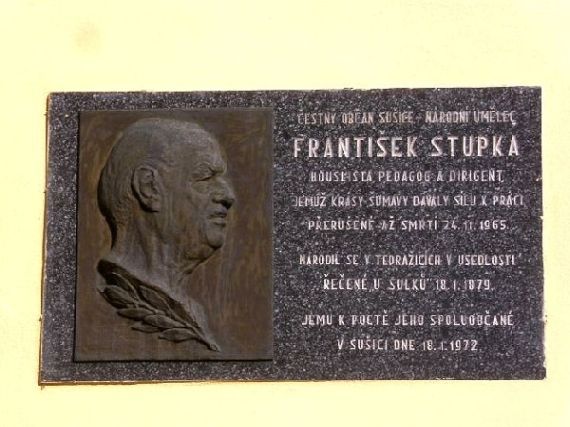 ČESTNÝ OBČAN SUŠICE - NÁRODNÍ UMĚLEC
FRANTIŠEK STUPKA
HOUSLISTA PEDAGOG A DIRIGENT,
JEMUŽ KRÁSY ŠUMAVY DÁVALY SÍLU K PRÁCI
PŘERUŠENÉ AŽ SMRTÍ 24.11.1965.
NARODIL SE V TEDRAŽICÍCH V USEDLOSTI
ŘEČENÉ U "SULKŮ" 18.1.1879.
JEMU K POCTĚ JEHO SPOLUOBČANÉ
V SUŠICI DNE 18.1.1972.